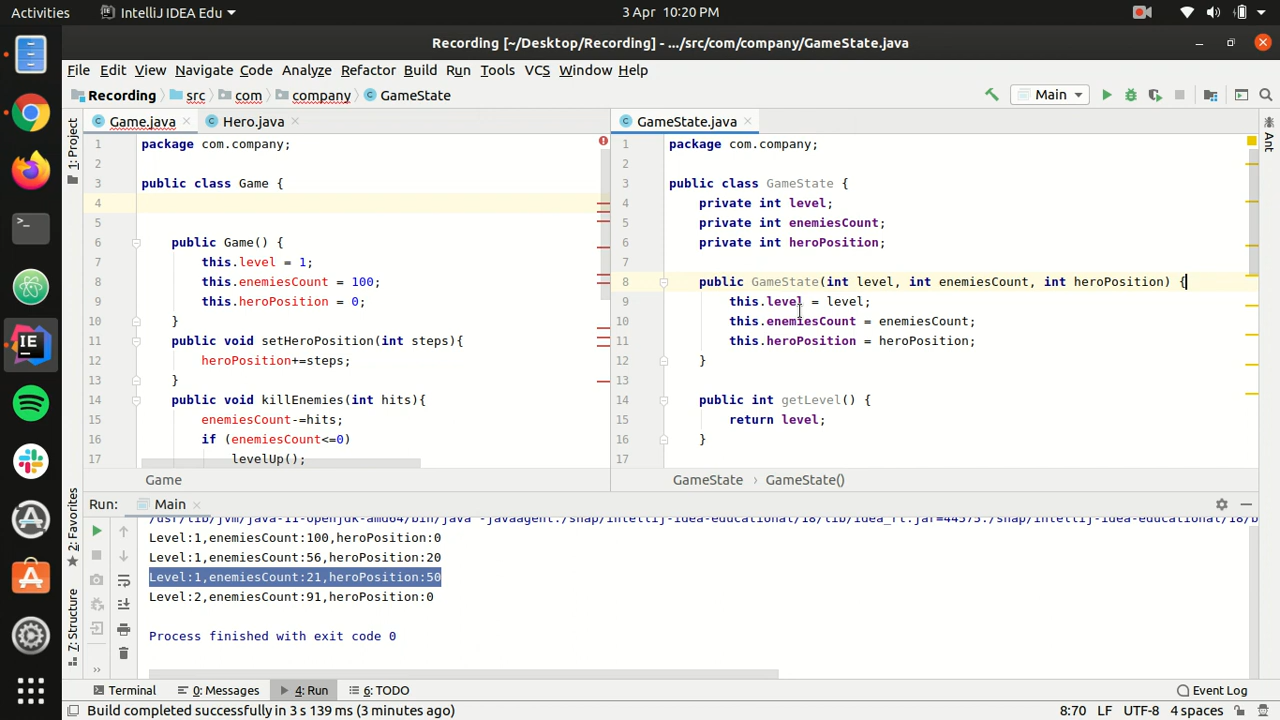 Activities IntelliJ IDEA Edu 3 Apr 10:20 PM
Recording [~/Desktop/Recording] - .../src/com/company/GameState.java
File Edit View Navigate Code Analyze Refactor Build Run Tools VCS Window Help
Recording src com company GameState Main
1: Project Game.java Hero.java GameState.java Ant
1 package com.company;
2
3 public class Game {
4
5
6 public Game() {
7 this.level = 1;
8 this.enemiesCount = 100;
9 this.heroPosition = 0;
10 }
11 public void setHeroPosition(int steps){
12 heroPosition+=steps;
13 }
14 public void killEnemies(int hits){
15 enemiesCount-=hits;
16 if (enemiesCount<=0)
17 levelUp();
Game
1 package com.company;
2
3 public class GameState {
4 private int level;
5 private int enemiesCount;
6 private int heroPosition;
7
8 public GameState(int level, int enemiesCount, int heroPosition) {
9 this.level = level;
10 this.enemiesCount = enemiesCount;
11 this.heroPosition = heroPosition;
12 }
13
14 public int getLevel() {
15 return level;
16 }
17
GameState › GameState()
2: Favorites
7: Structure
Run: Main
Level:1,enemiesCount:100,heroPosition:0
Level:1,enemiesCount:56,heroPosition:20
Level:1,enemiesCount:21,heroPosition:50
Level:2,enemiesCount:91,heroPosition:0
Process finished with exit code 0
Terminal 0: Messages 4: Run 6: TODO Event Log
Build completed successfully in 3 s 139 ms (3 minutes ago) 8:70 LF UTF-8 4 spaces